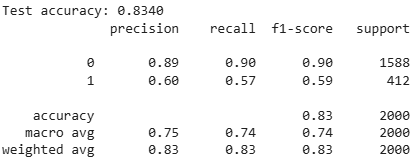 Test accuracy: 0.8340
precision recall f1-score support
0 0.89 0.90 0.90 1588
1 0.60 0.57 0.59 412
accuracy 0.83 2000
macro avg 0.75 0.74 0.74 2000
weighted avg 0.83 0.83 0.83 2000